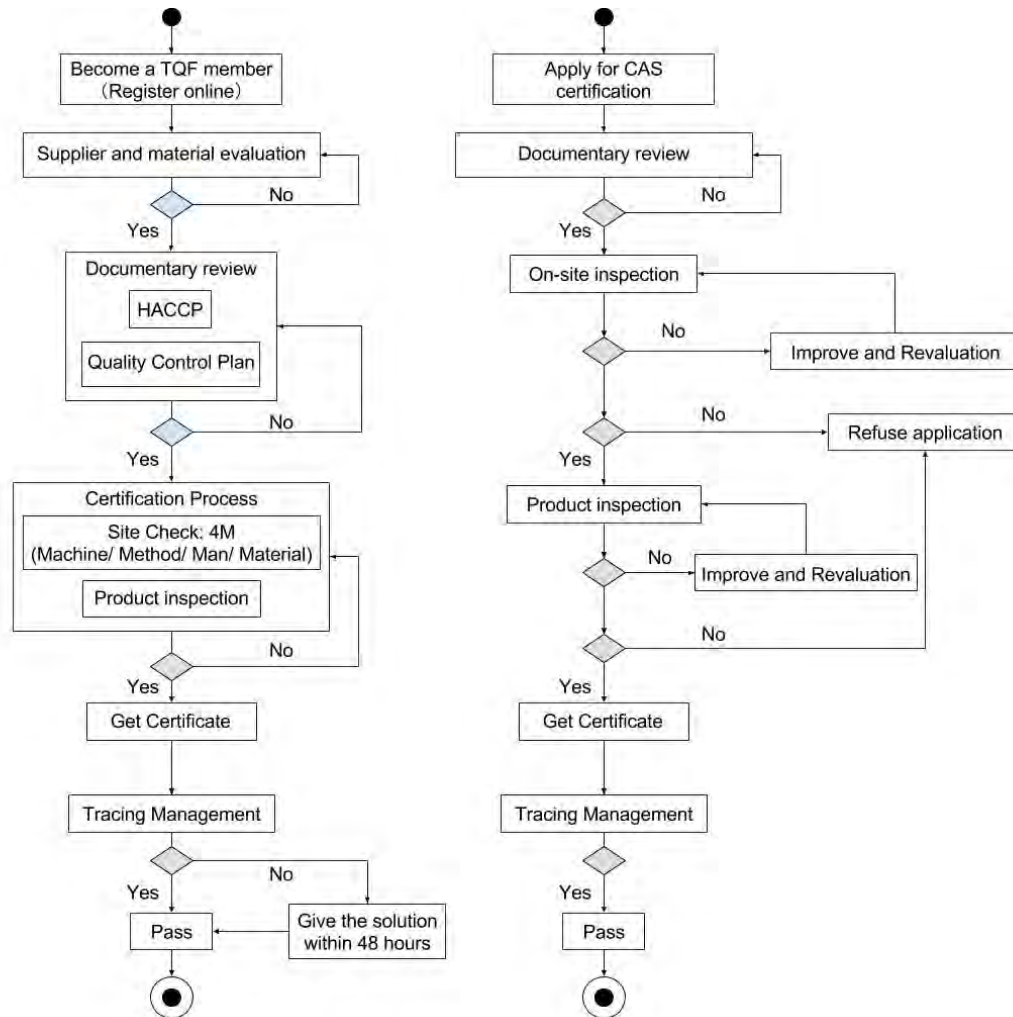 Become a TQF member
(Register online)
Supplier and material evaluation
No
Yes
Documentary review
HACCP
Quality Control Plan
No
Yes
Certification Process
Site Check: 4M
(Machine/ Method/ Man/ Material)
Product inspection
No
Yes
Get Certificate
Tracing Management
No
Yes
Pass
Give the solution
within 48 hours
Apply for CAS
certification
Documentary review
No
Yes
On-site inspection
No
Improve and Revaluation
No
Refuse application
Yes
Product inspection
No
Improve and Revaluation
No
Yes
Get Certificate
Tracing Management
Yes
Pass